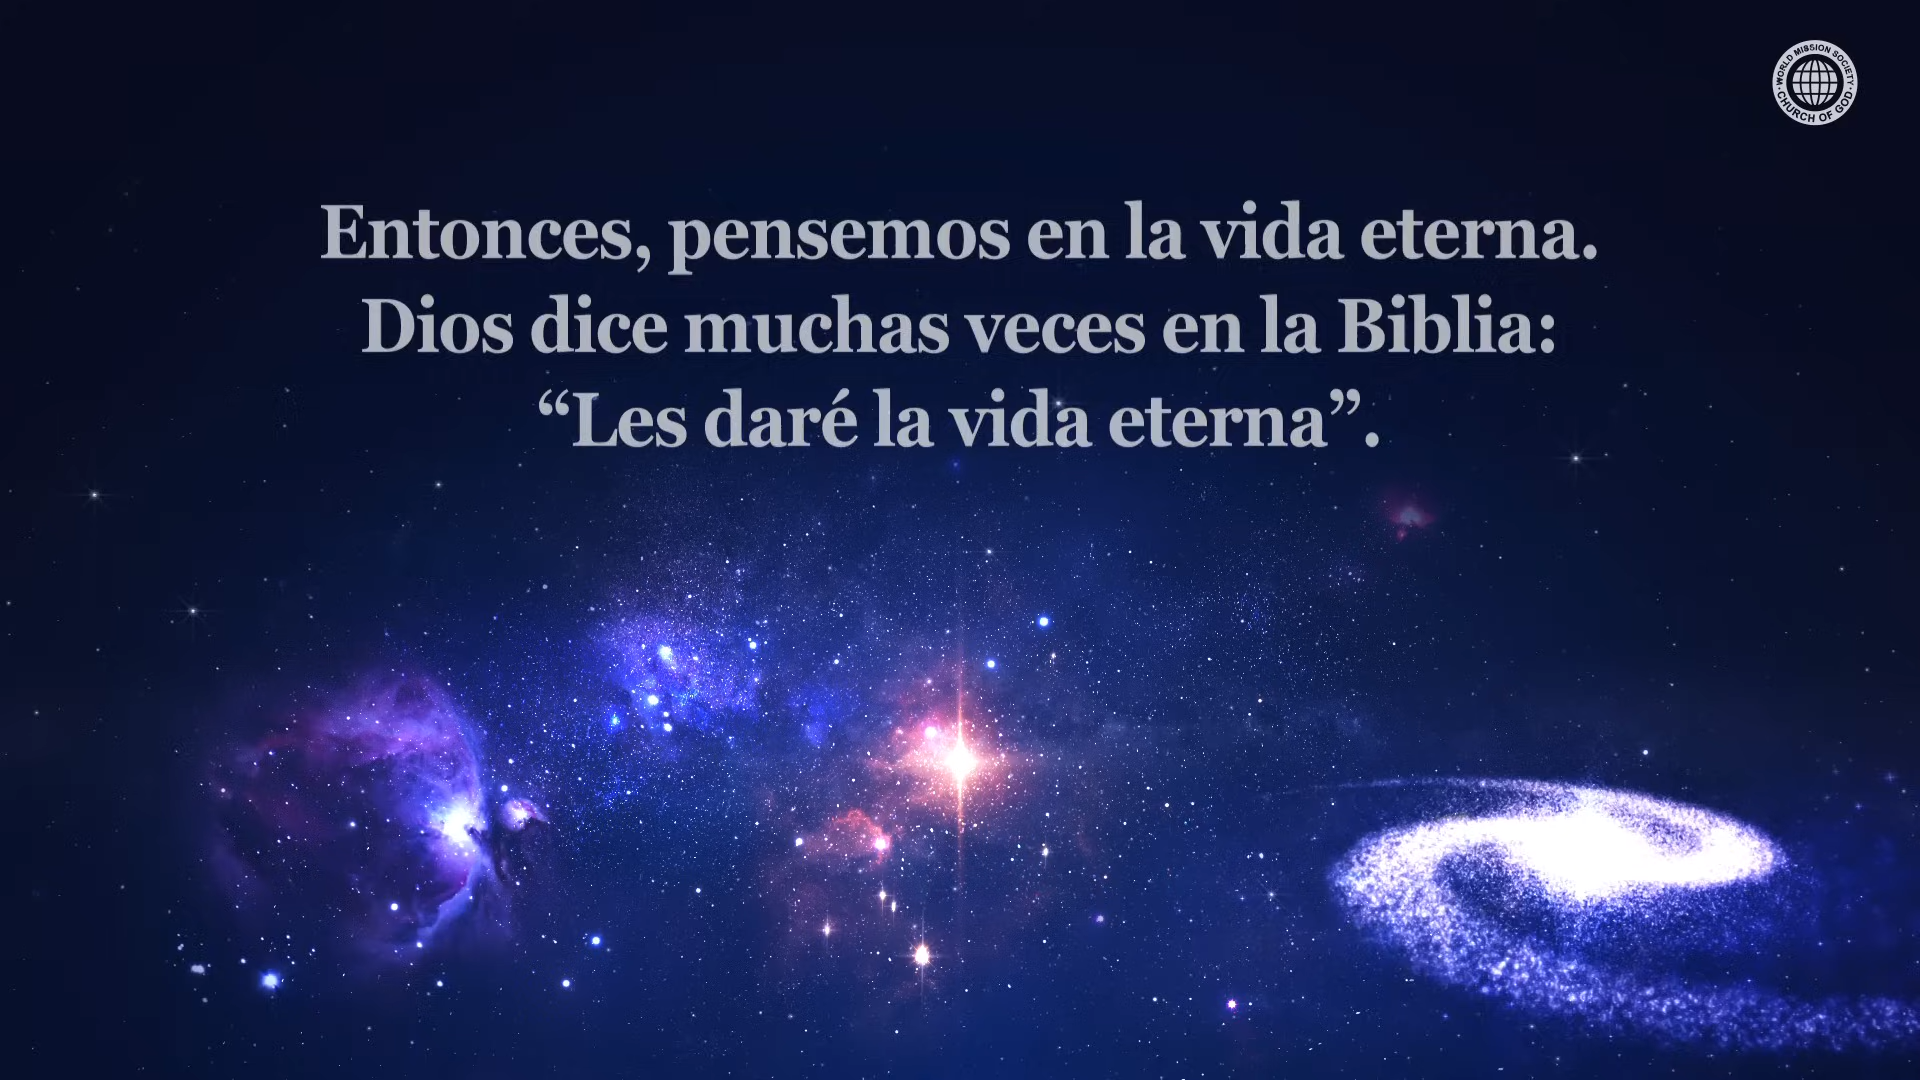 WORLD MISSION SOCIETY
CHURCH OF GOD
Entonces, pensemos en la vida eterna.
Dios dice muchas veces en la Biblia:
“Les daré la vida eterna”.